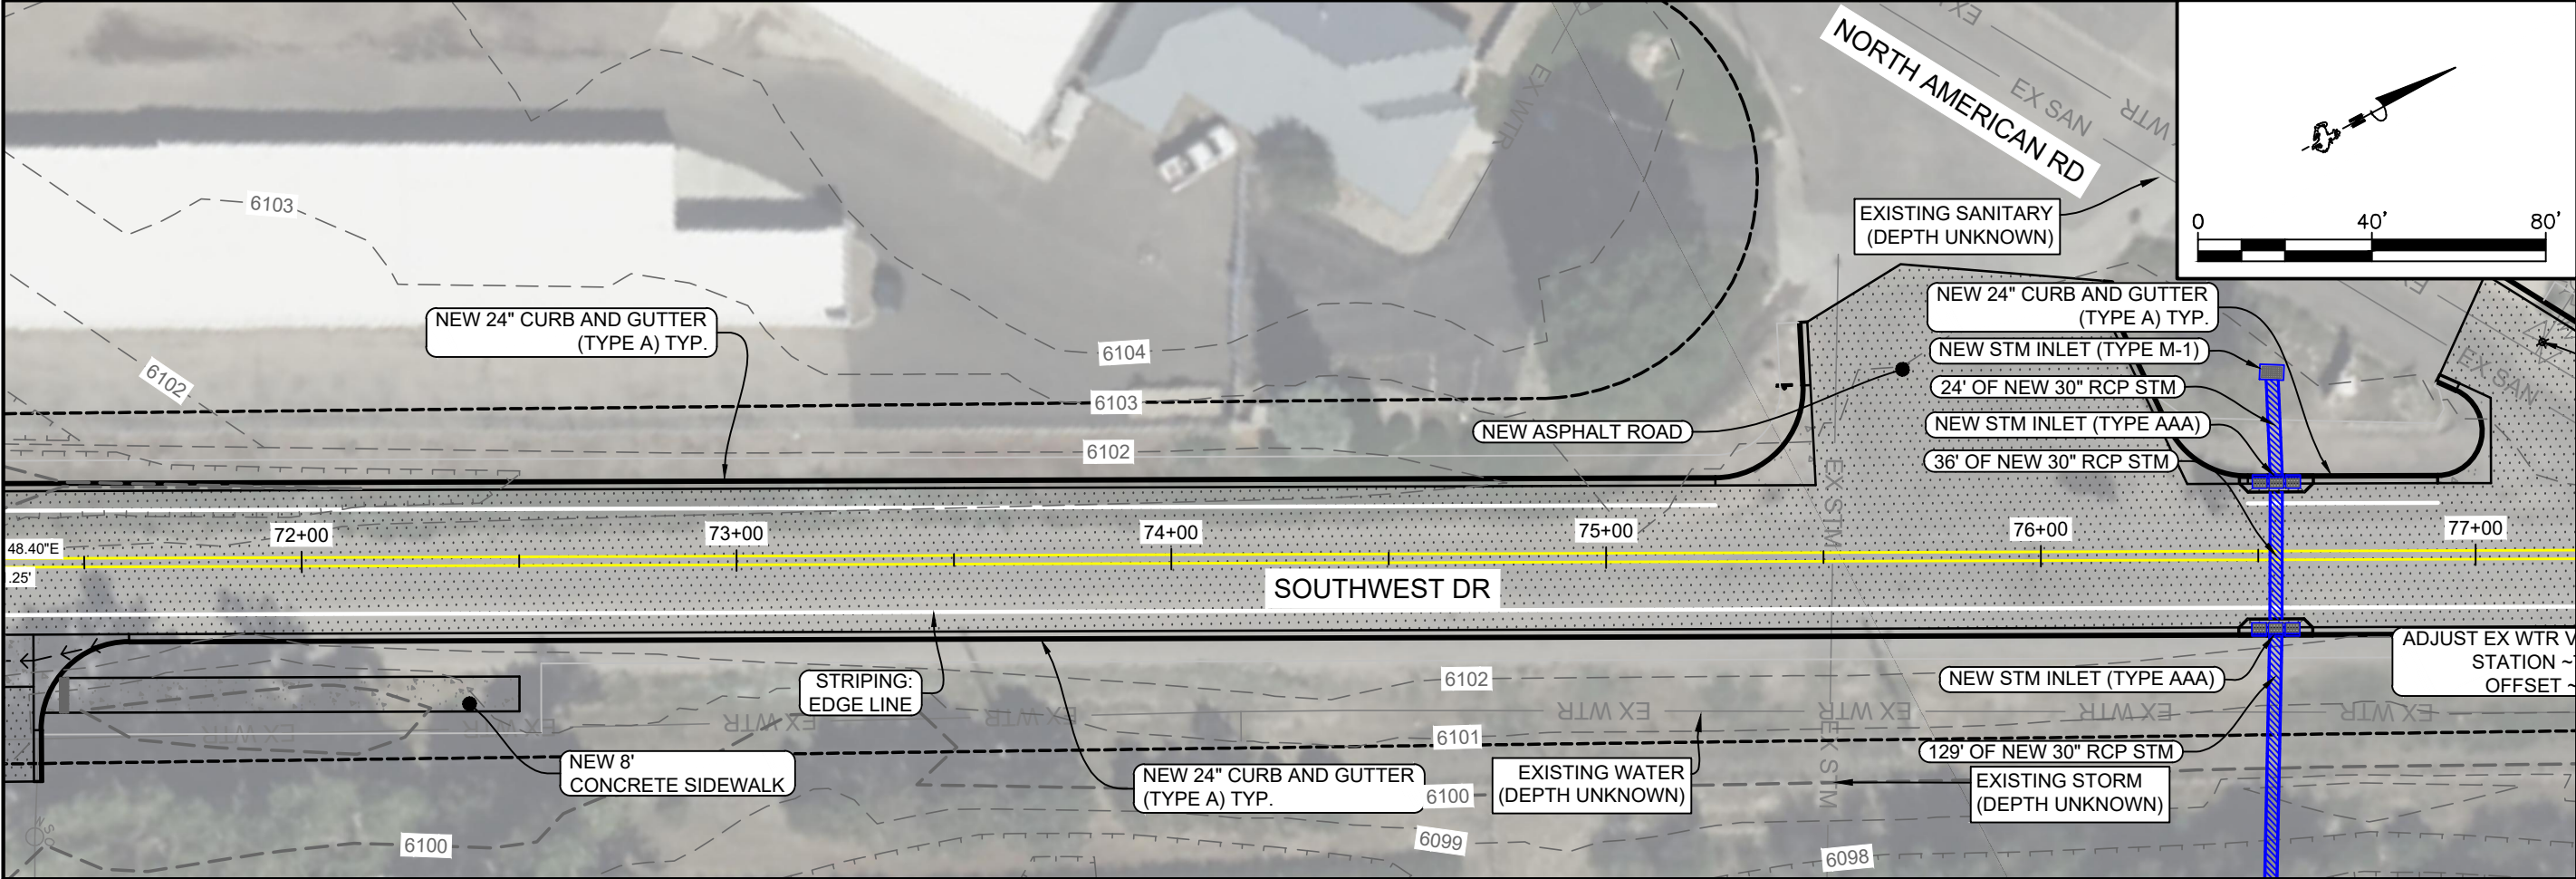 NORTH AMERICAN RD
EX SAN
WTR
EX
EX WTR
0 40' 80'
EXISTING SANITARY
(DEPTH UNKNOWN)
6103
6102
6104
6103
6102
NEW 24" CURB AND GUTTER
(TYPE A) TYP.
NEW 24" CURB AND GUTTER
(TYPE A) TYP.
NEW STM INLET (TYPE M-1)
24' OF NEW 30" RCP STM
NEW STM INLET (TYPE AAA)
36' OF NEW 30" RCP STM
NEW ASPHALT ROAD
EX
EX SAN
EX STM
48.40"E
.25'
72+00
73+00
74+00
75+00
76+00
77+00
SOUTHWEST DR
STRIPING:
EDGE LINE
6102
NEW STM INLET (TYPE AAA)
ADJUST EX WTR V
STATION ~
OFFSET ~
EX WTR
EX WTR
EX WTR
EX WTR
EX WTR
EX WTR
EX WTR
EX WTR
6101
129' OF NEW 30" RCP STM
NEW 8'
CONCRETE SIDEWALK
NEW 24" CURB AND GUTTER
(TYPE A) TYP.
6100
EXISTING WATER
(DEPTH UNKNOWN)
EX STM
EXISTING STORM
(DEPTH UNKNOWN)
6100
6099
6098